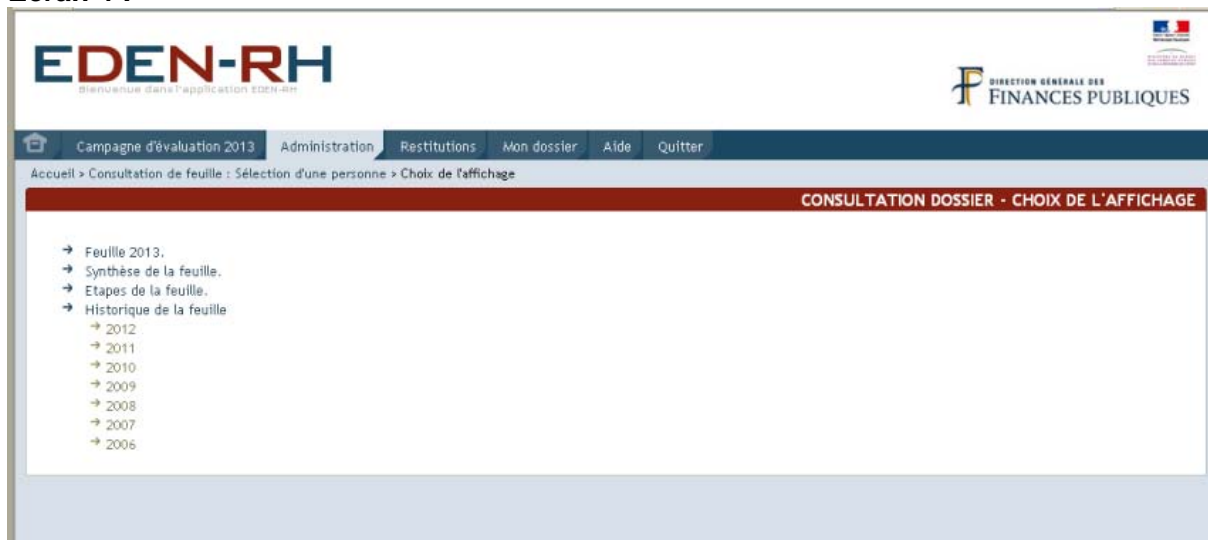 EDEN-RH
Bienvenue dans l'application EDEN-RH
DIRECTION GÉNÉRALE DES
FINANCES PUBLIQUES
Campagne d'évaluation 2013 Administration Restitutions Mon dossier Aide Quitter
Accueil > Consultation de feuille : Sélection d'une personne > Choix de l'affichage
CONSULTATION DOSSIER - CHOIX DE L'AFFICHAGE
→ Feuille 2013.
→ Synthèse de la feuille.
→ Etapes de la feuille.
→ Historique de la feuille
→ 2012
→ 2011
→ 2010
→ 2009
→ 2008
→ 2007
→ 2006